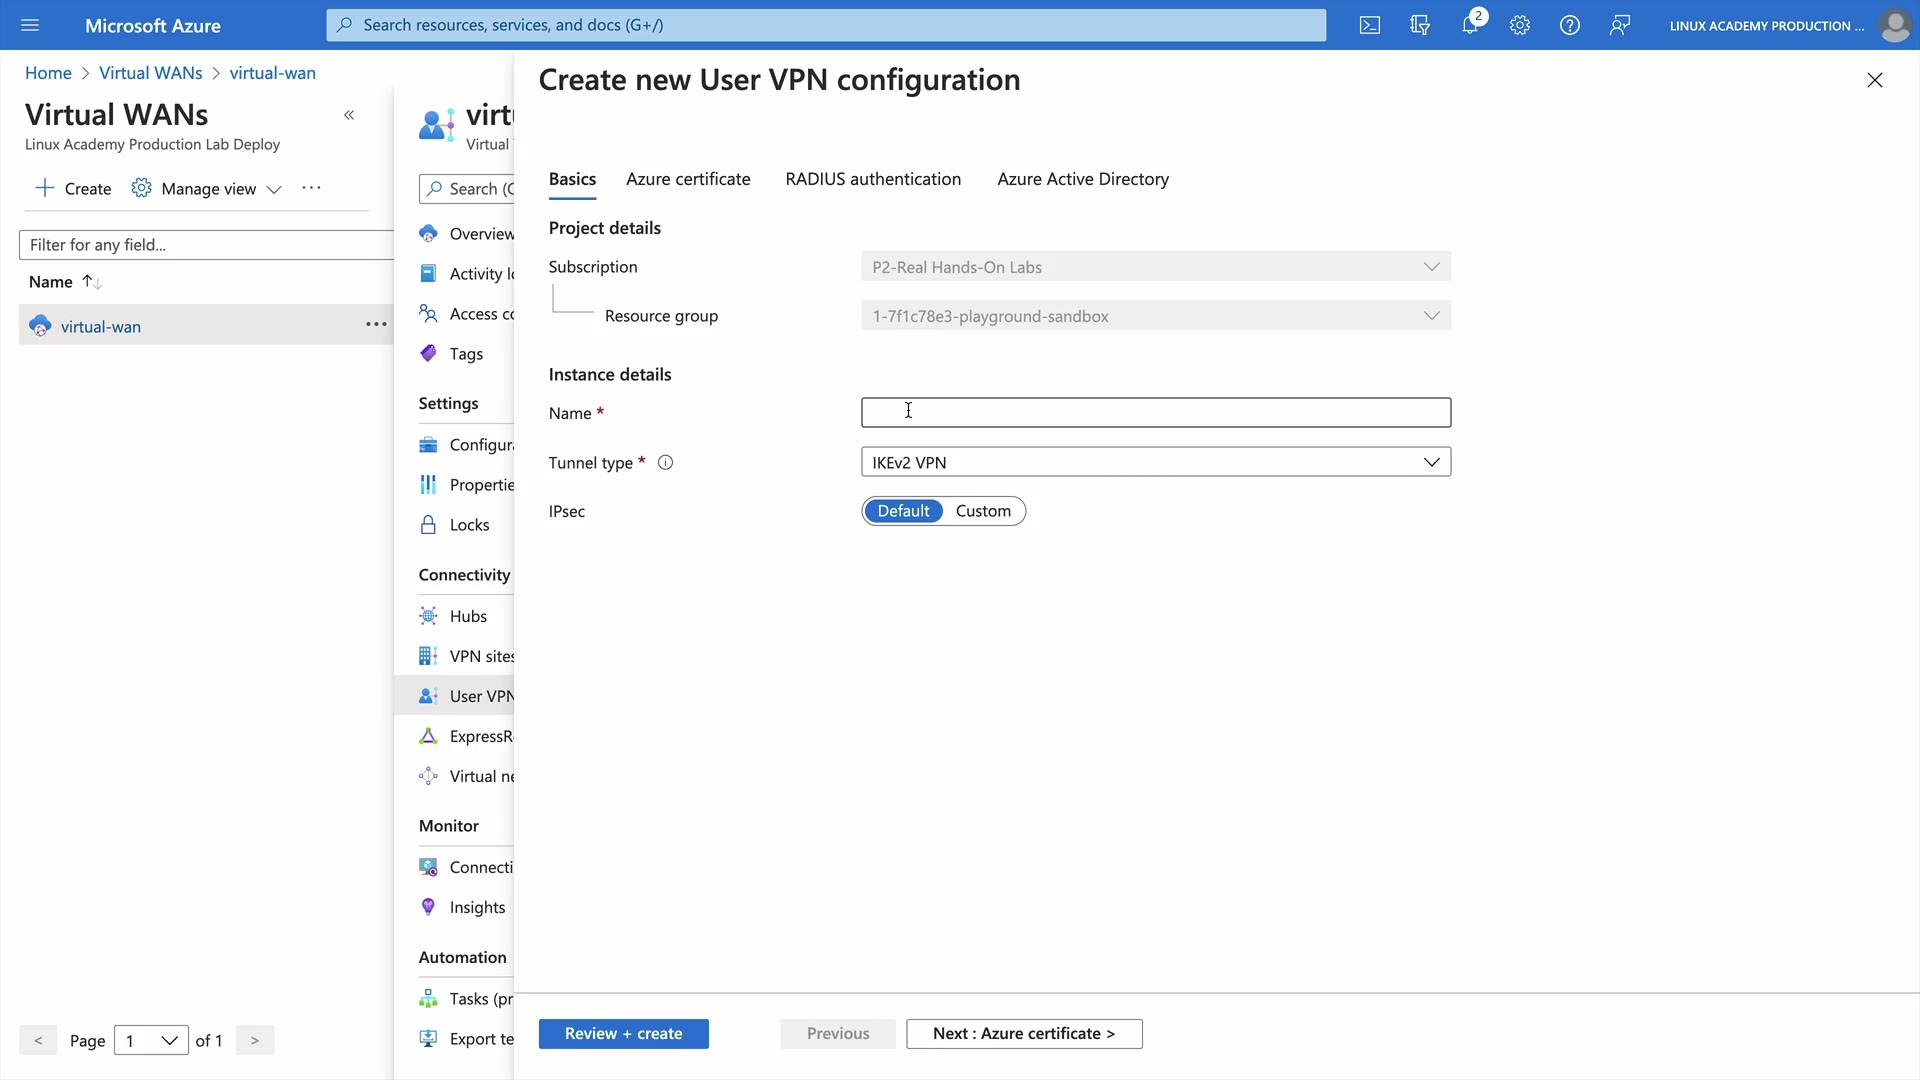 Microsoft Azure
Search resources, services, and docs (G+/)
2
LINUX ACADEMY PRODUCTION ...
Home > Virtual WANs > virtual-wan
Virtual WANs
«
Linux Academy Production Lab Deploy
Create
Manage view
...
Filter for any field...
Name ↑↓
virtual-wan
...
< Page 1 of 1 >
virt
Virtual
Search (C
Overview
Activity lo
Access co
Tags
Settings
Configura
Propertie
Locks
Connectivity
Hubs
VPN sites
User VPN
ExpressR
Virtual ne
Monitor
Connecti
Insights
Automation
Tasks (pr
Export te
Create new User VPN configuration
Basics
Azure certificate
RADIUS authentication
Azure Active Directory
Project details
Subscription
P2-Real Hands-On Labs
Resource group
1-7f1c78e3-playground-sandbox
Instance details
Name *
Tunnel type *
IKEv2 VPN
IPsec
Default
Custom
Review + create
Previous
Next : Azure certificate >